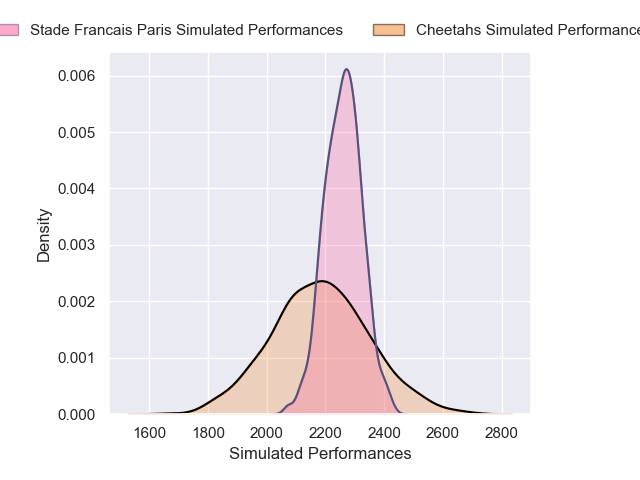 Stade Francais Paris Simulated Performances
Cheetahs Simulated Performance
0.006
0.005
0.004
0.003
0.002
0.001
0.000
Density
1600 1800 2000 2200 2400 2600 2800
Simulated Performances